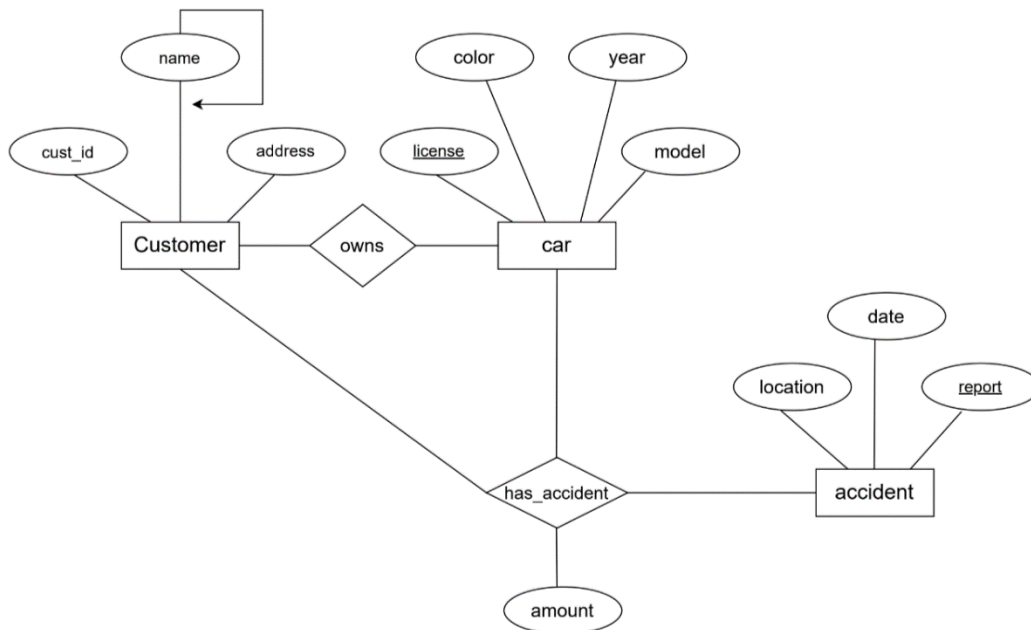 name
color
year
cust_id
address
license
model
Customer
owns
car
date
location
report
has_accident
accident
amount